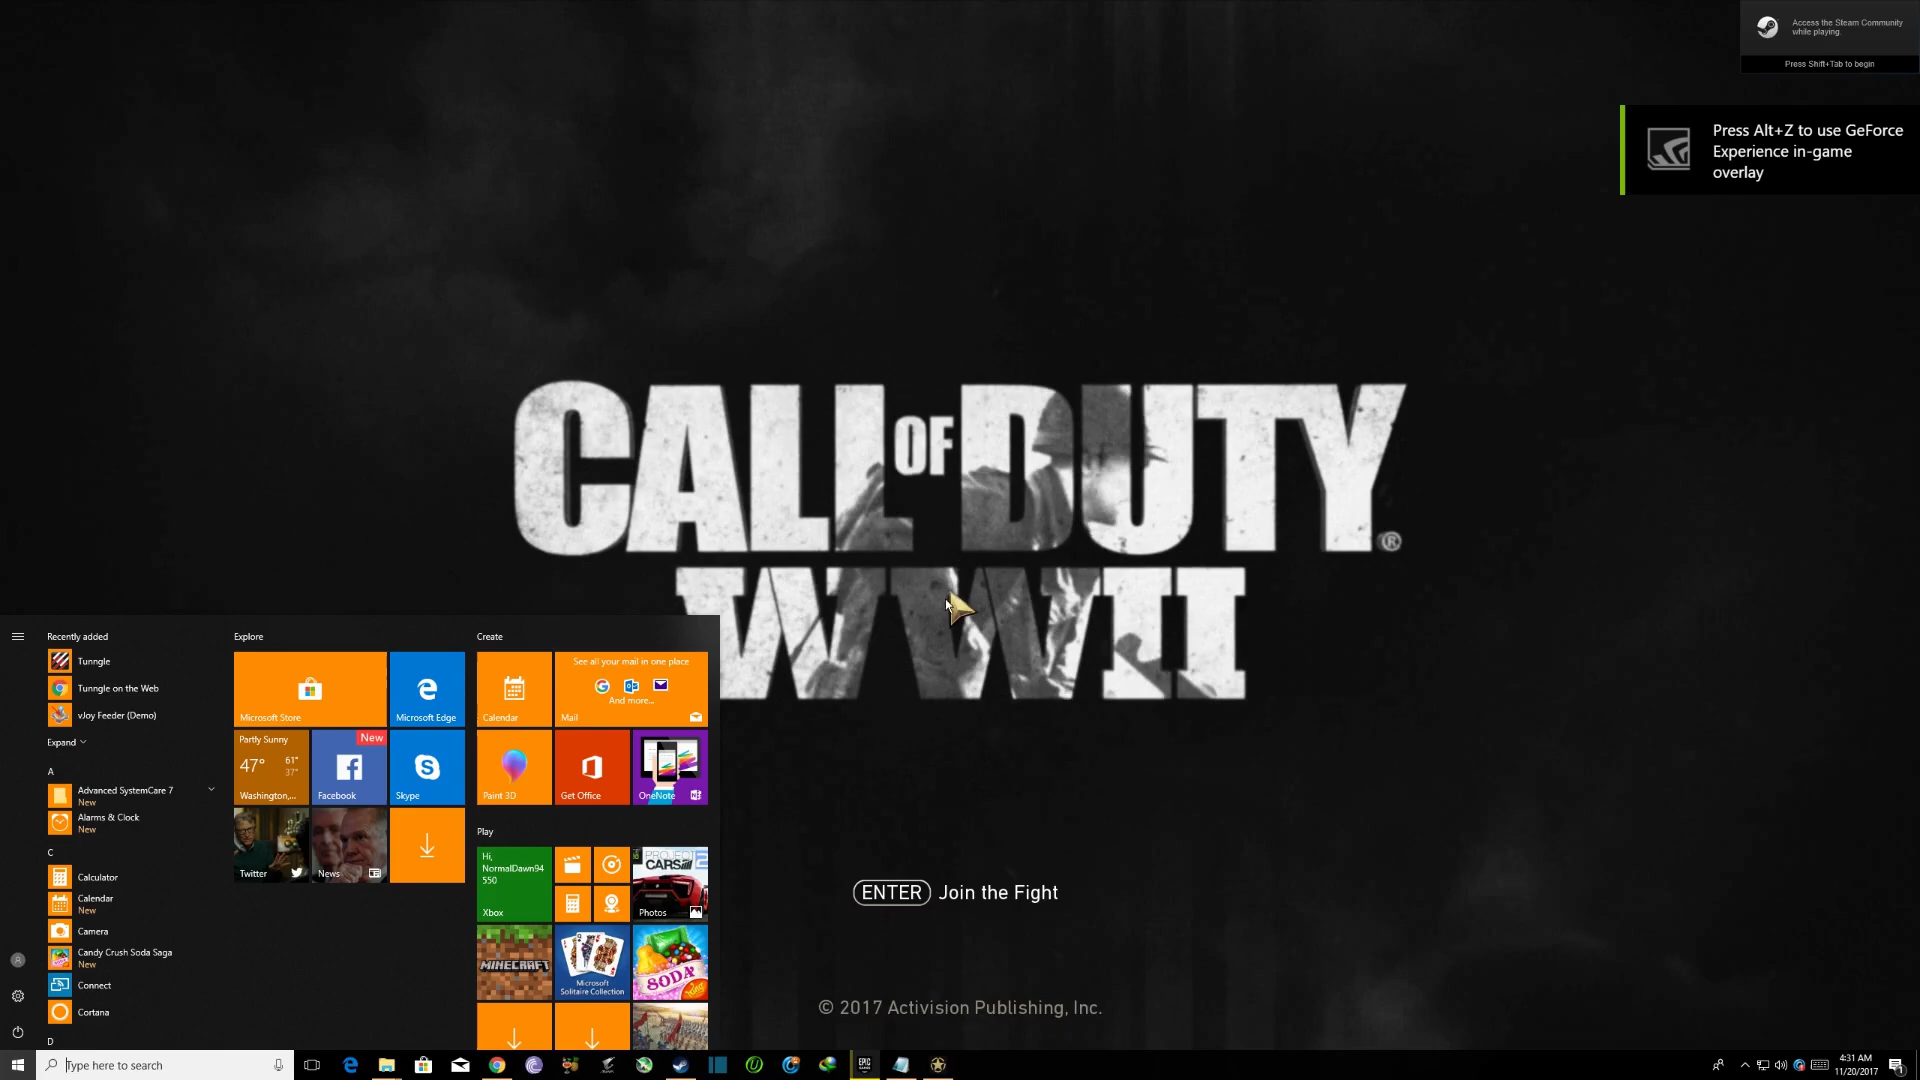 Access the Steam Community
while playing.
Press Shift+Tab to begin
Press Alt+Z to use GeForce
Experience in-game
overlay
CALL OF DUTY®
WWII
ENTER Join the Fight
© 2017 Activision Publishing, Inc.
Recently added
Tunngle
Tunngle on the Web
vJoy Feeder (Demo)
Expand
A
Advanced SystemCare 7
New
Alarms & Clock
New
C
Calculator
Calendar
New
Camera
Candy Crush Soda Saga
New
Connect
Cortana
D
Explore
Microsoft Store
Microsoft Edge
Partly Sunny
47° 61°
37°
Washington,...
New
Facebook
Skype
Twitter
News
Create
Calendar
See all your mail in one place
And more...
Mail
Paint 3D
Get Office
OneNote
Play
Hi,
NormalDawn94
550
Xbox
PROJECT
CARS 2
Photos
MINECRAFT
Microsoft
Solitaire Collection
SODA
King
Type here to search
EPIC
GAMES
4:31 AM
11/20/2017